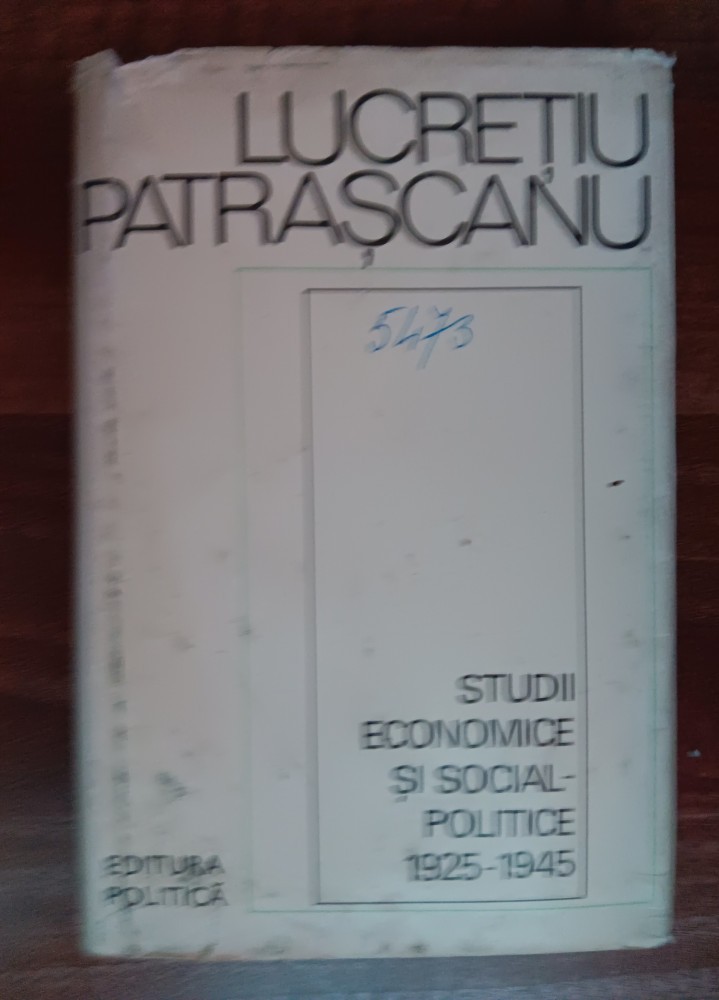 LUCREȚIU
PATRAȘCANU
5473
STUDII
ECONOMICE
ȘI SOCIAL-
POLITICE
1925-1945
EDITURA
POLITICĂ